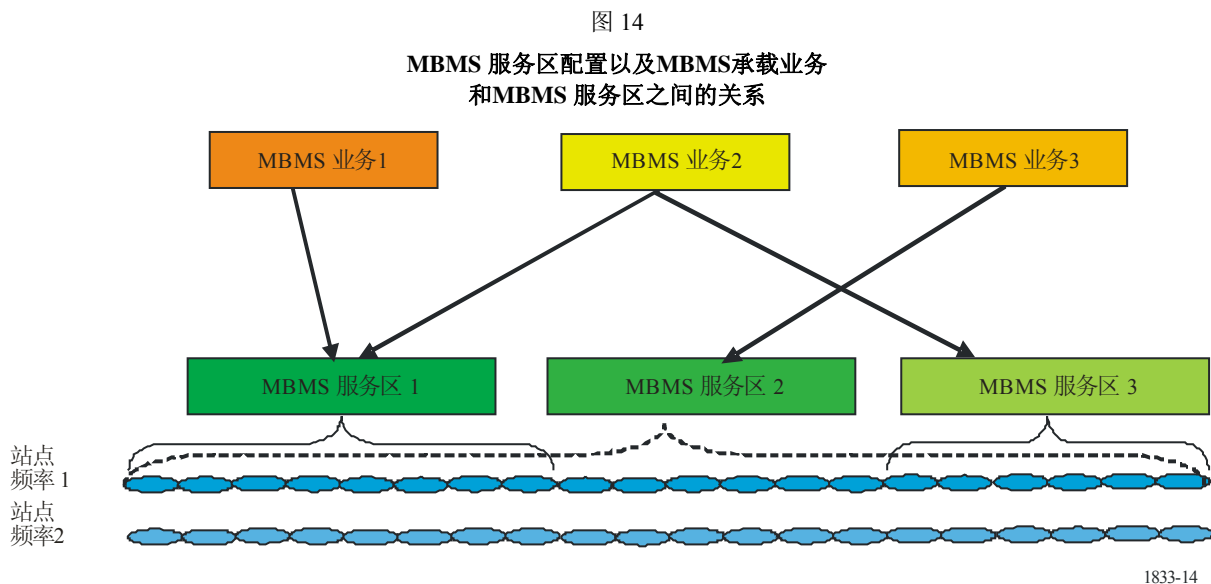 图 14
MBMS 服务区配置以及MBMS承载业务
和MBMS 服务区之间的关系
MBMS 业务1
MBMS 业务2
MBMS 业务3
MBMS 服务区 1
MBMS 服务区 2
MBMS 服务区 3
站点
频率 1
站点
频率2
1833-14